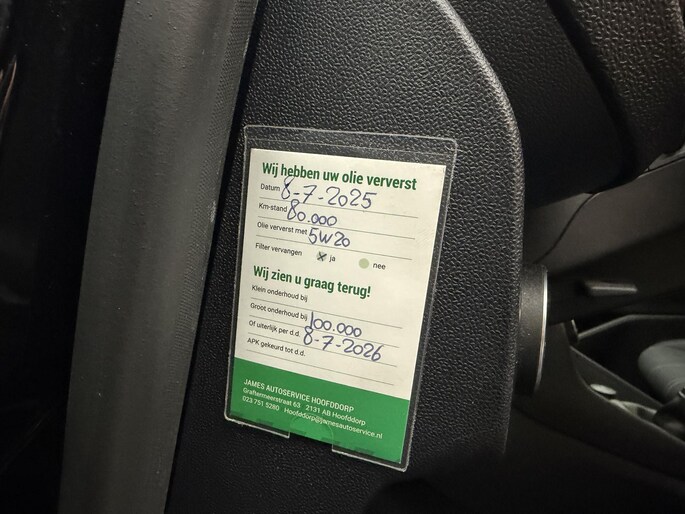 Wij hebben uw olie ververst
Datum 8-7-2025
Km-stand 80.000
Olie ververst met 5W20
Filter vervangen ja nee
Wij zien u graag terug!
Klein onderhoud bij
Groot onderhoud bij 100.000
Of uiterlijk per d.d. 8-7-2026
APK gekeurd tot d.d.
JAMES AUTOSERVICE HOOFDDORP
Graftermeerstraat 63 2131 AB Hoofddorp
023 751 5280 Hoofddorp@jamesautoservice.nl